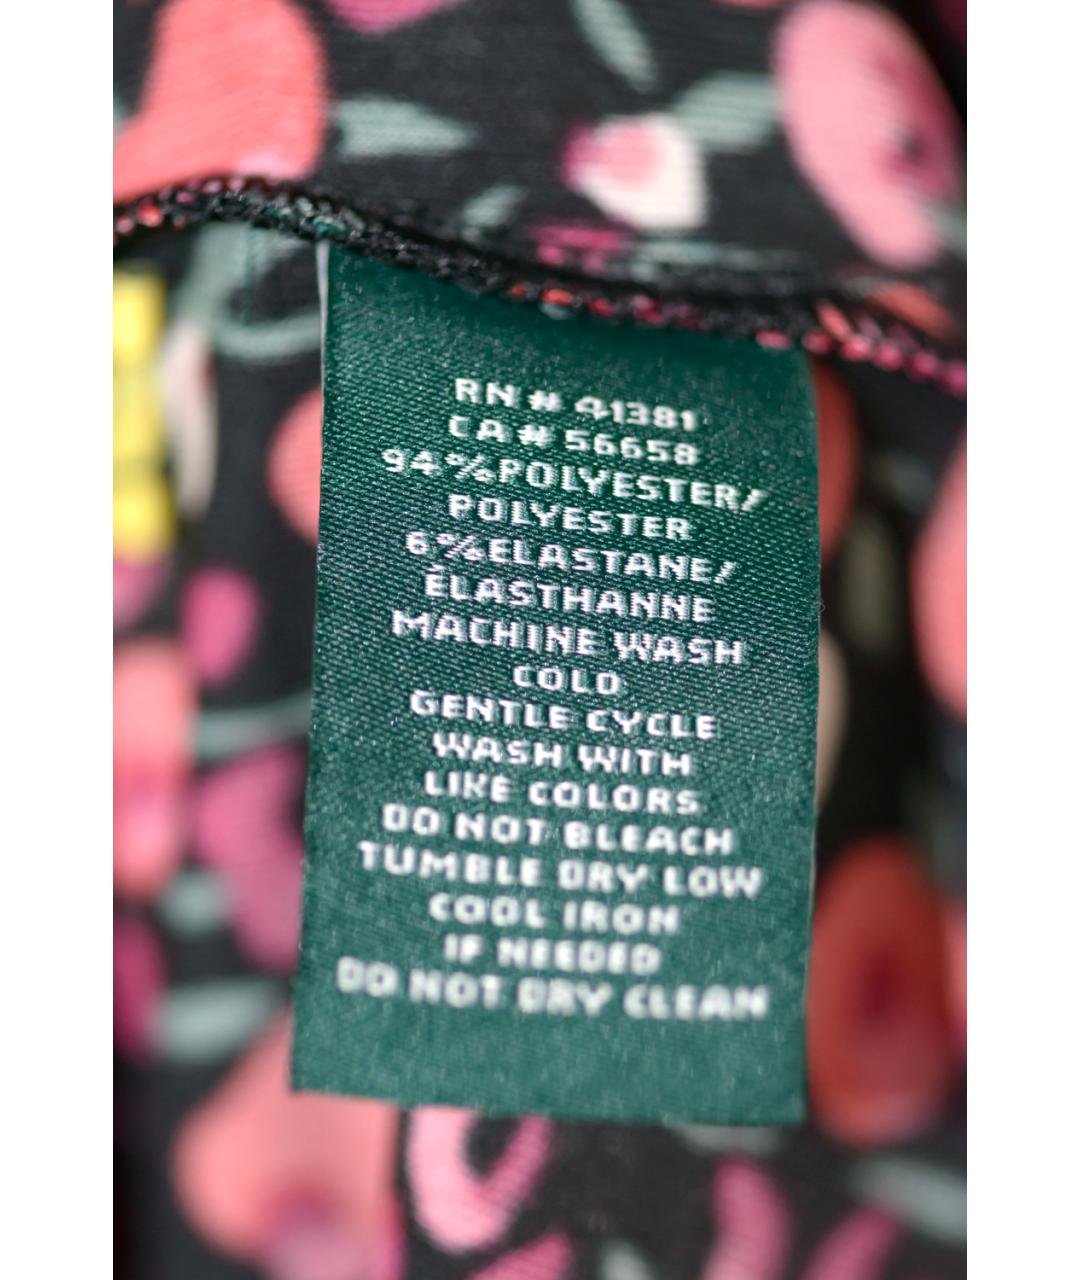 RN # 41381
CA # 56658
94%POLYESTER/
POLYESTER
6%ELASTANE/
ÉLASTHANNE
MACHINE WASH
COLD
GENTLE CYCLE
WASH WITH
LIKE COLORS
DO NOT BLEACH
TUMBLE DRY LOW
COOL IRON
IF NEEDED
DO NOT DRY CLEAN